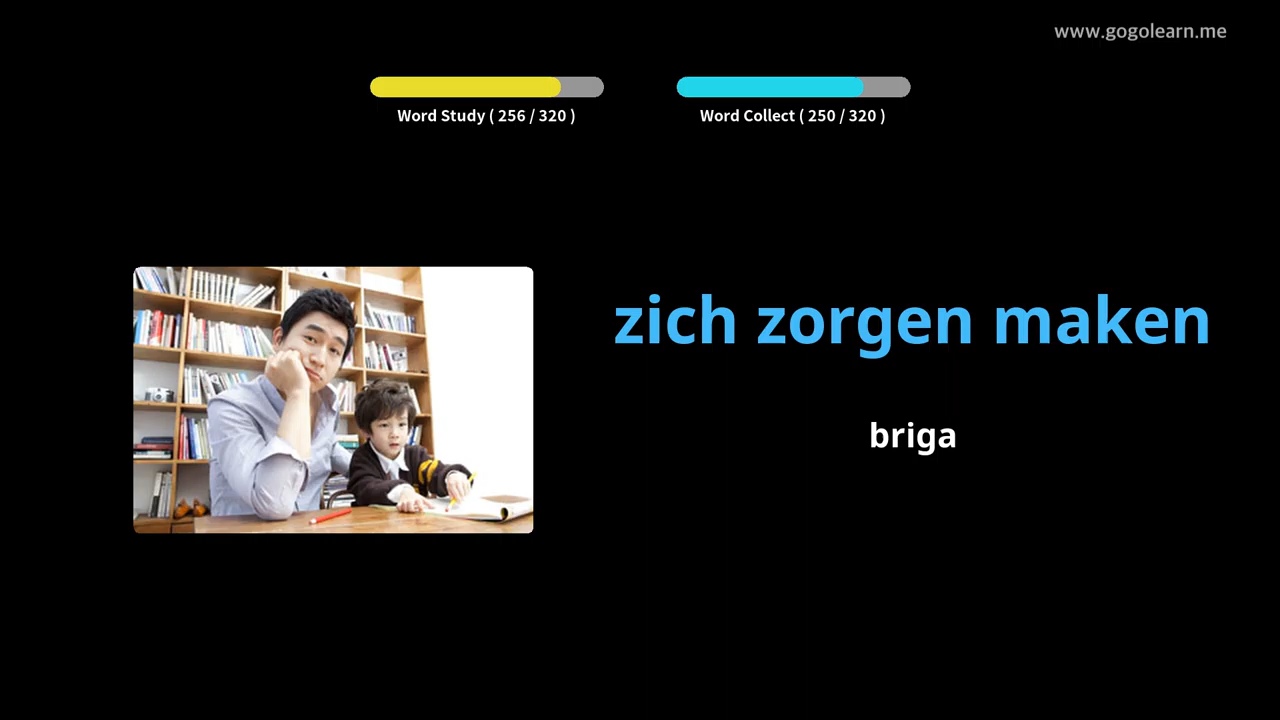 www.gogolearn.me
Word Study ( 256 / 320 )
Word Collect ( 250 / 320 )
zich zorgen maken
briga